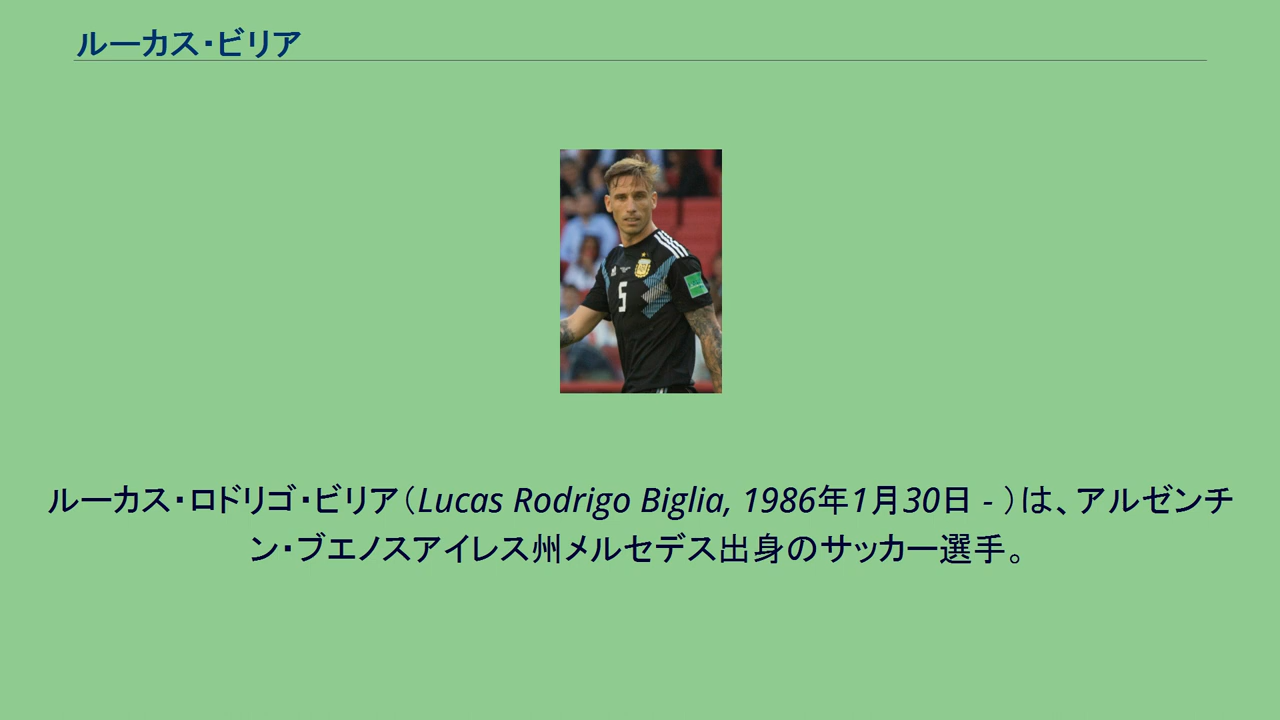 ルーカス・ビリア
5
ルーカス・ロドリゴ・ビリア（Lucas Rodrigo Biglia, 1986年1月30日 - ）は、アルゼンチ
ン・ブエノスアイレス州メルセデス出身のサッカー選手。